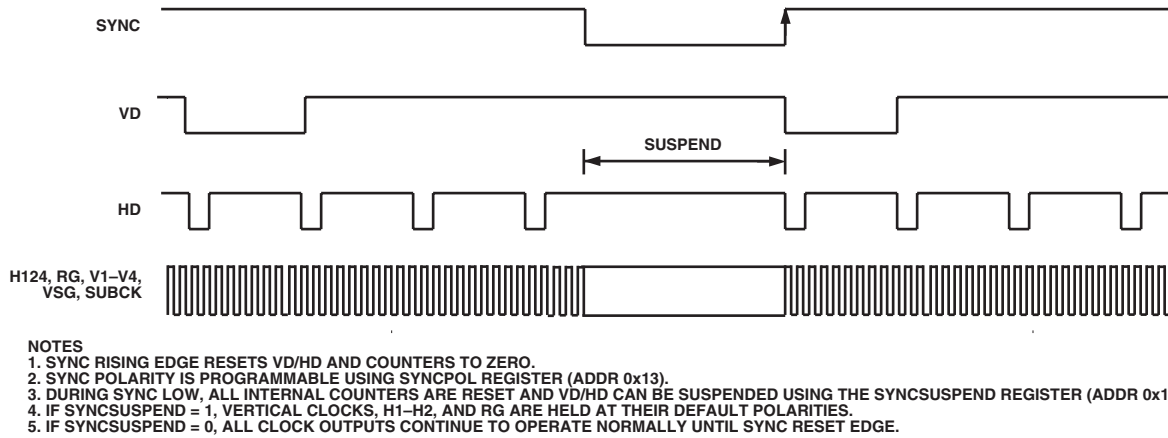 SYNC
VD
SUSPEND
HD
H124, RG, V1–V4,
VSG, SUBCK
NOTES
1. SYNC RISING EDGE RESETS VD/HD AND COUNTERS TO ZERO.
2. SYNC POLARITY IS PROGRAMMABLE USING SYNCPOL REGISTER (ADDR 0x13).
3. DURING SYNC LOW, ALL INTERNAL COUNTERS ARE RESET AND VD/HD CAN BE SUSPENDED USING THE SYNCSUSPEND REGISTER (ADDR 0x1
4. IF SYNCSUSPEND = 1, VERTICAL CLOCKS, H1–H2, AND RG ARE HELD AT THEIR DEFAULT POLARITIES.
5. IF SYNCSUSPEND = 0, ALL CLOCK OUTPUTS CONTINUE TO OPERATE NORMALLY UNTIL SYNC RESET EDGE.